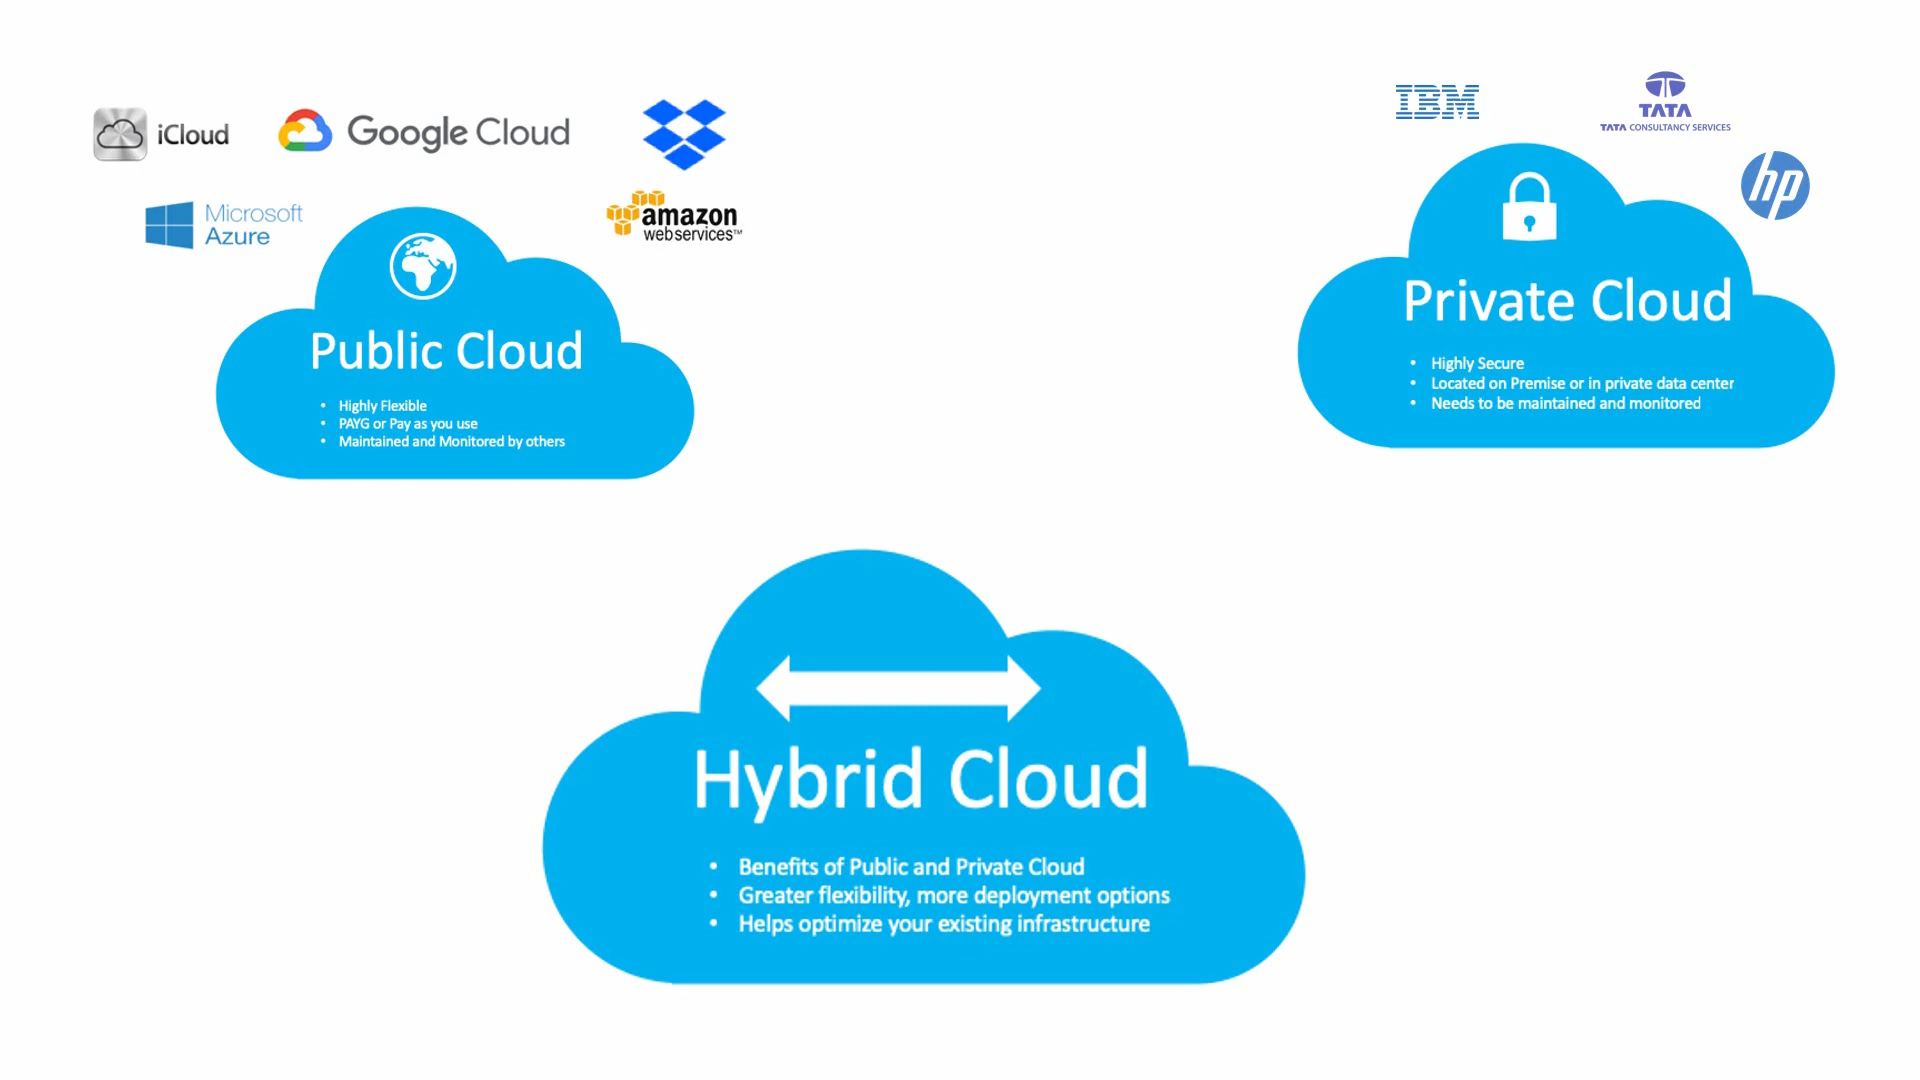 iCloud
Google Cloud
Microsoft
Azure
amazon
webservices™
Public Cloud
• Highly Flexible
• PAYG or Pay as you use
• Maintained and Monitored by others
IBM
TATA
TATA CONSULTANCY SERVICES
hp
Private Cloud
• Highly Secure
• Located on Premise or in private data center
• Needs to be maintained and monitored
Hybrid Cloud
• Benefits of Public and Private Cloud
• Greater flexibility, more deployment options
• Helps optimize your existing infrastructure